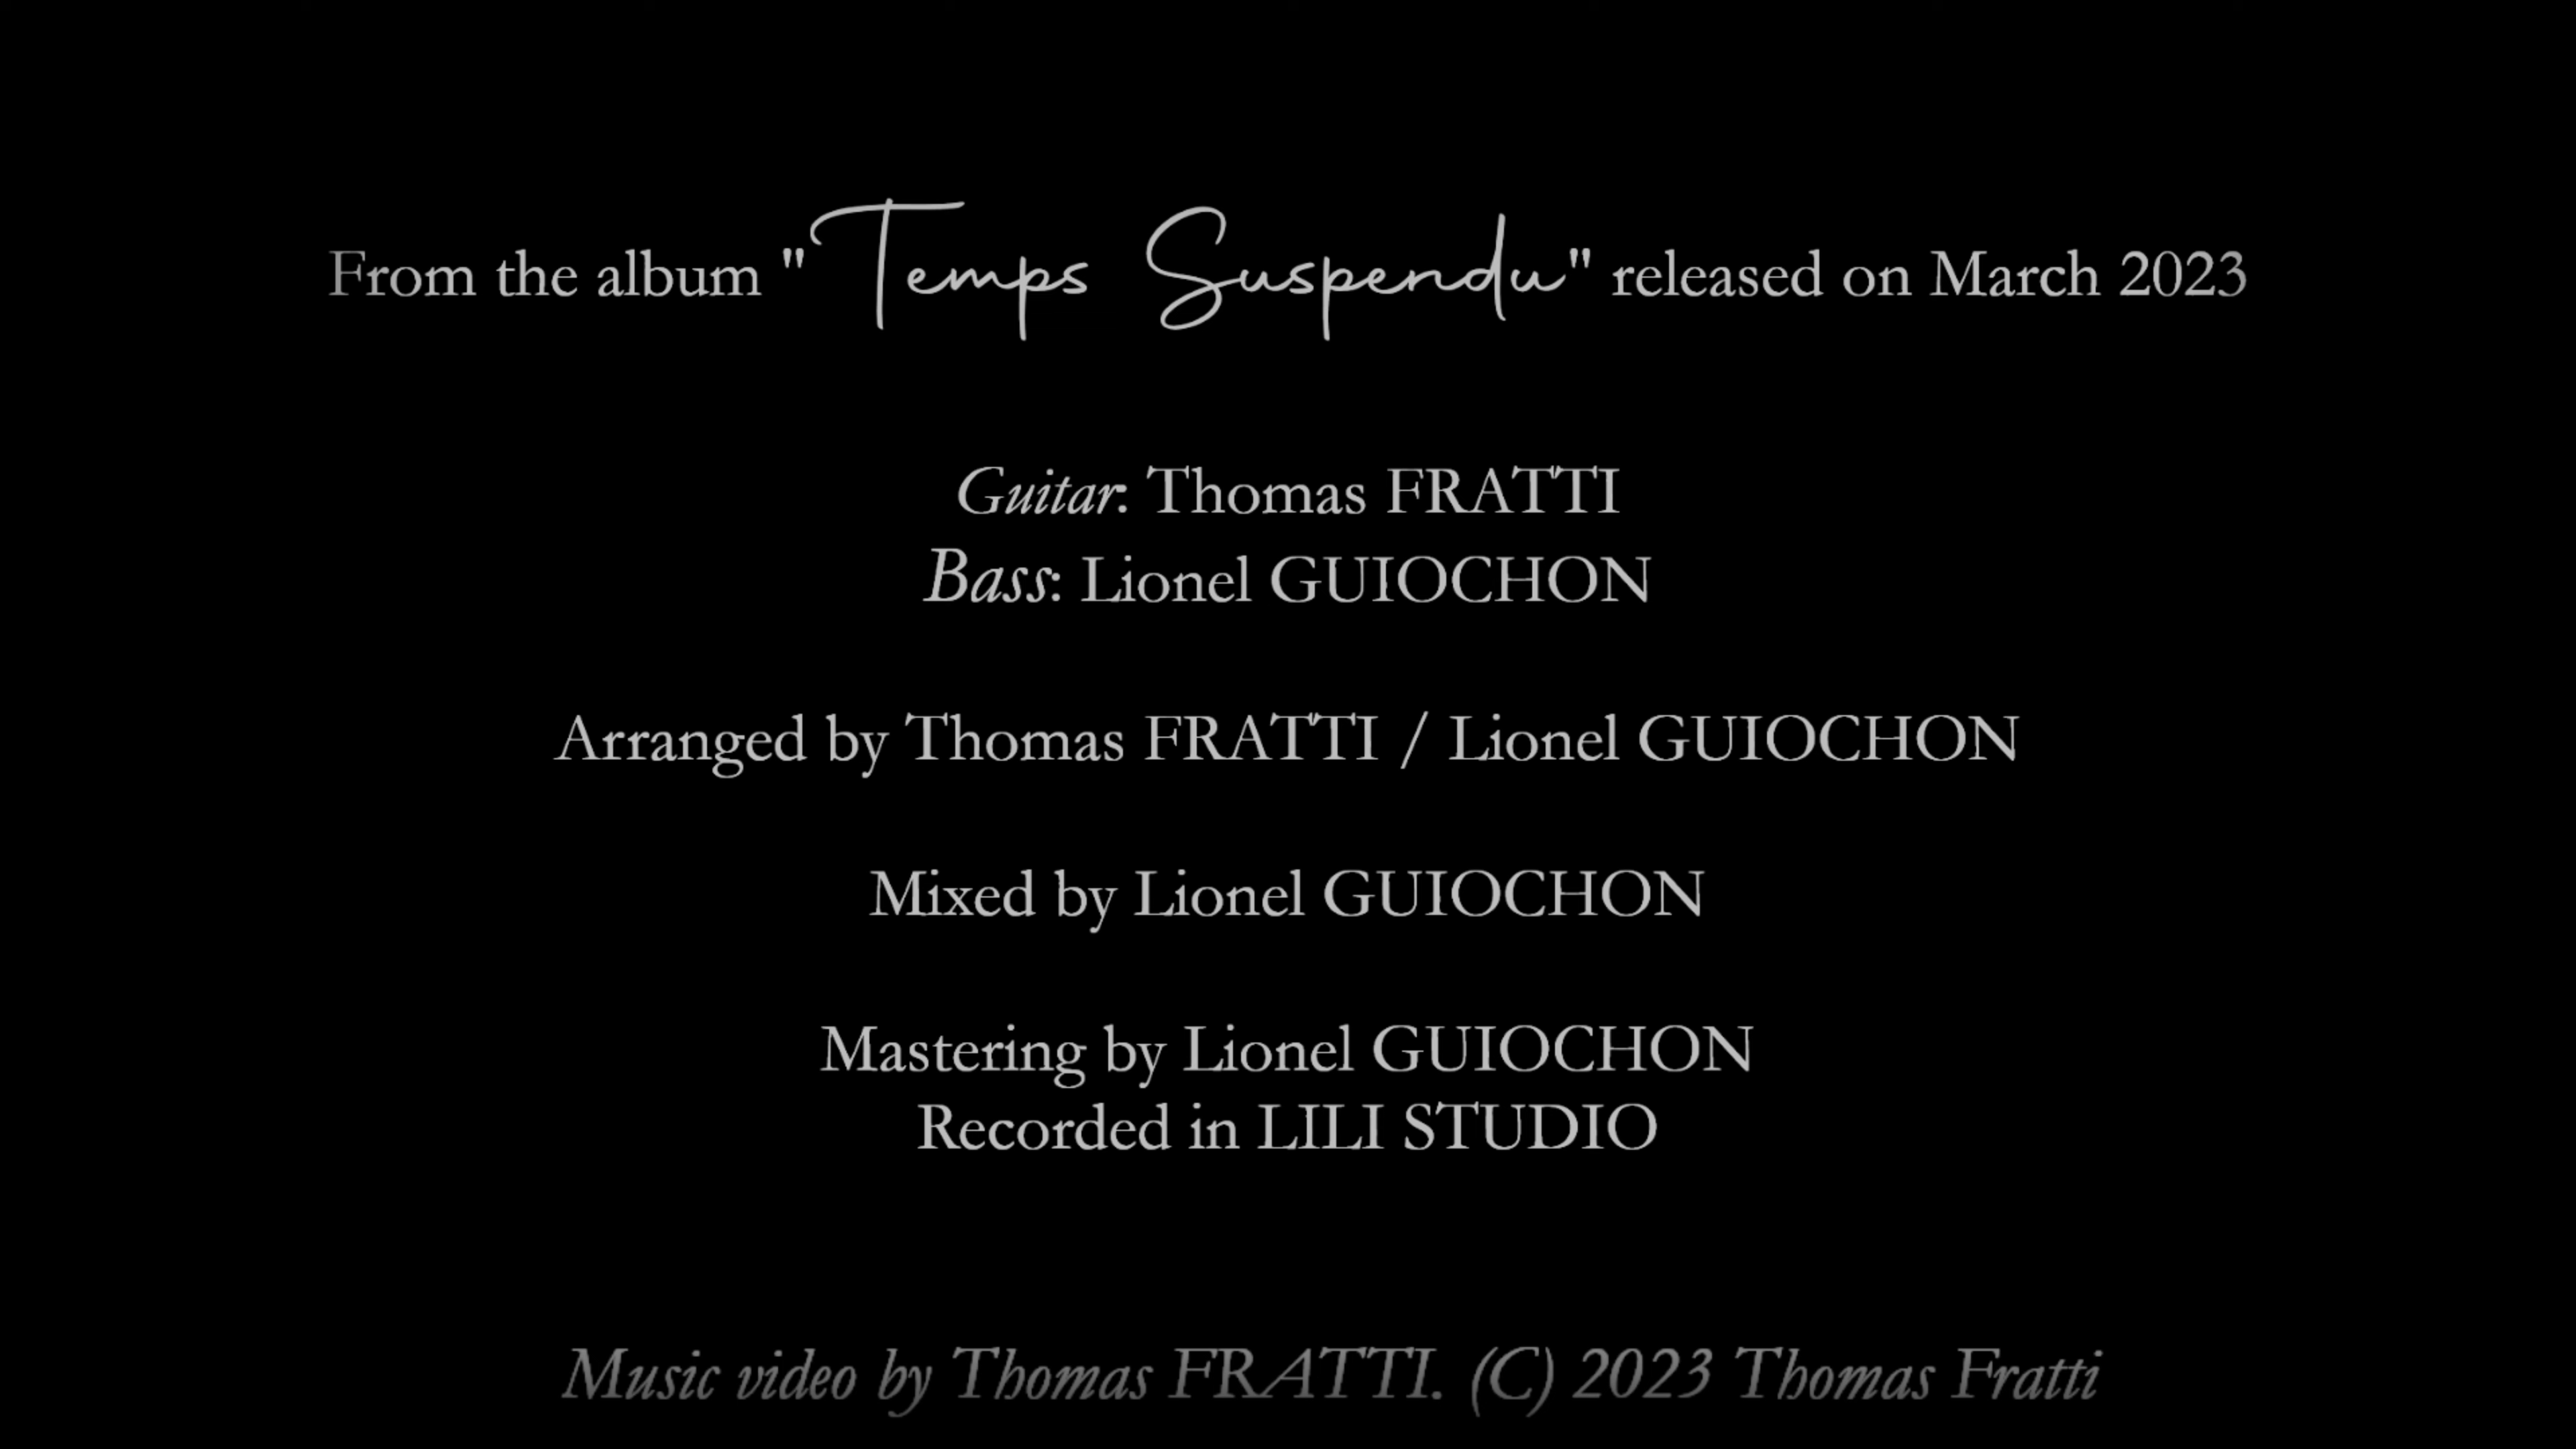 From the album "Temps Suspendu" released on March 2023
Guitar: Thomas FRATTI
Bass: Lionel GUIOCHON
Arranged by Thomas FRATTI / Lionel GUIOCHON
Mixed by Lionel GUIOCHON
Mastering by Lionel GUIOCHON
Recorded in LILI STUDIO
Music video by Thomas FRATTI. (C) 2023 Thomas Fratti